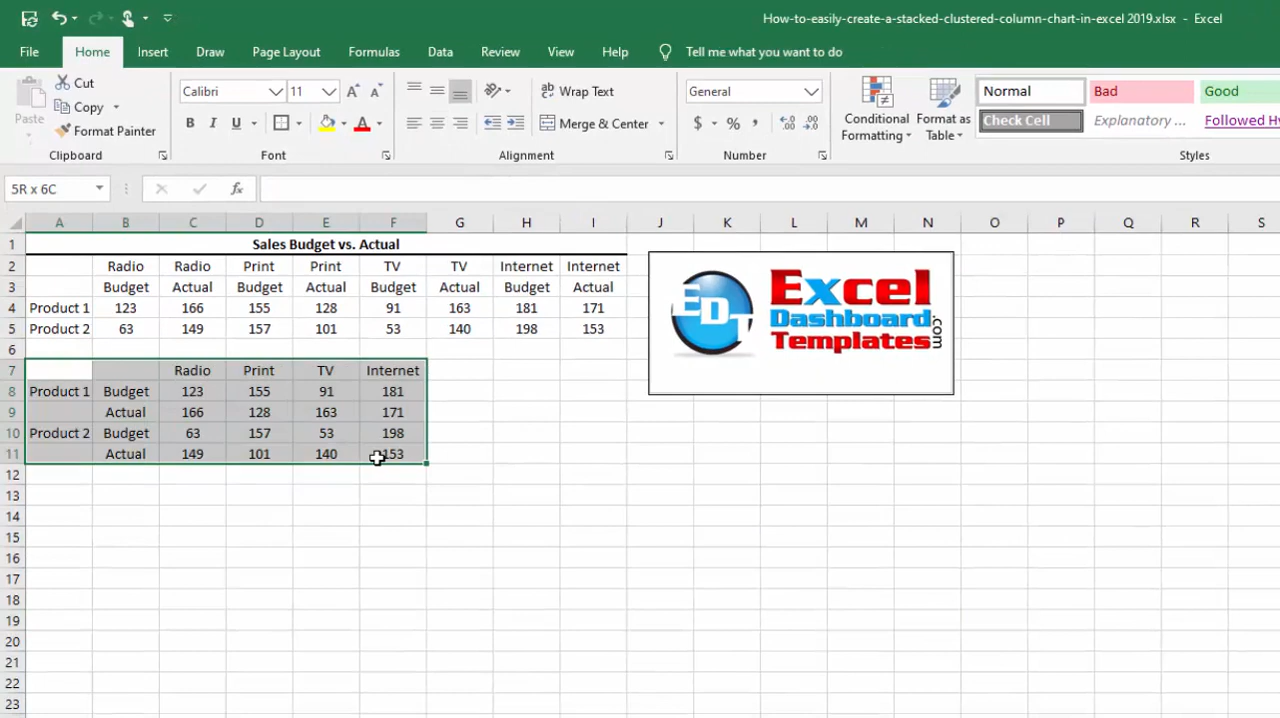 How-to-easily-create-a-stacked-clustered-column-chart-in-excel 2019.xlsx - Excel
File Home Insert Draw Page Layout Formulas Data Review View Help Tell me what you want to do
Paste
Cut
Copy
Format Painter
Clipboard
Calibri 11
B I U
Font
Wrap Text
Merge & Center
Alignment
General
$ % ,
Number
Conditional Formatting
Format as Table
Normal Bad Good
Check Cell Explanatory ...
Styles
5R x 6C
fx
A B C D E F G H I J K L M N O P Q R S
1 Sales Budget vs. Actual
2 Radio Radio Print Print TV TV Internet Internet
3 Budget Actual Budget Actual Budget Actual Budget Actual
4 Product 1 123 166 155 128 91 163 181 171
5 Product 2 63 149 157 101 53 140 198 153
6
7 Radio Print TV Internet
8 Product 1 Budget 123 155 91 181
9 Actual 166 128 163 171
10 Product 2 Budget 63 157 53 198
11 Actual 149 101 140 153
12
13
14
15
16
17
18
19
20
21
22
23
EDT
Excel
Dashboard
Templates
.com